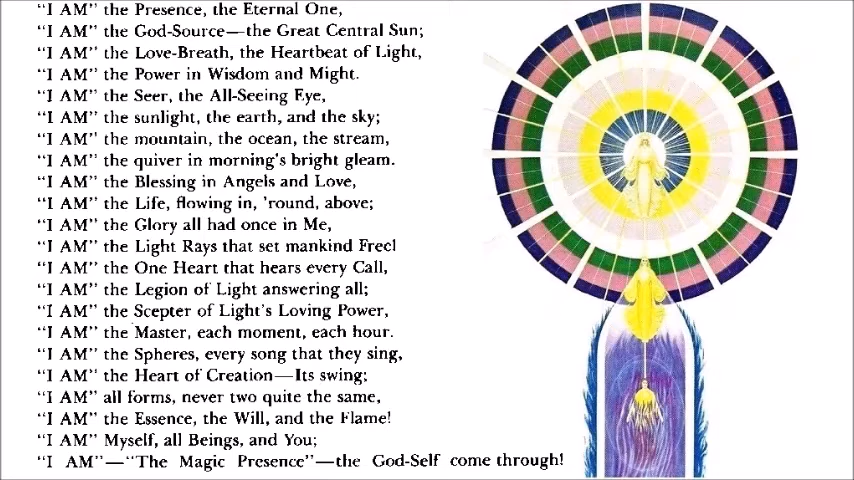 “I AM” the Presence, the Eternal One,
“I AM” the God-Source—the Great Central Sun;
“I AM” the Love-Breath, the Heartbeat of Light,
“I AM” the Power in Wisdom and Might.
“I AM” the Seer, the All-Seeing Eye,
“I AM” the sunlight, the earth, and the sky;
“I AM” the mountain, the ocean, the stream,
“I AM” the quiver in morning's bright gleam.
“I AM” the Blessing in Angels and Love,
“I AM” the Life, flowing in, 'round, above;
“I AM” the Glory all had once in Me,
“I AM” the Light Rays that set mankind Free!
“I AM” the One Heart that hears every Call,
“I AM” the Legion of Light answering all;
“I AM” the Scepter of Light's Loving Power,
“I AM” the Master, each moment, each hour.
“I AM” the Spheres, every song that they sing,
“I AM” the Heart of Creation—Its swing;
“I AM” all forms, never two quite the same,
“I AM” the Essence, the Will, and the Flame!
“I AM” Myself, all Beings, and You;
“I AM”—“The Magic Presence”—the God-Self come through!